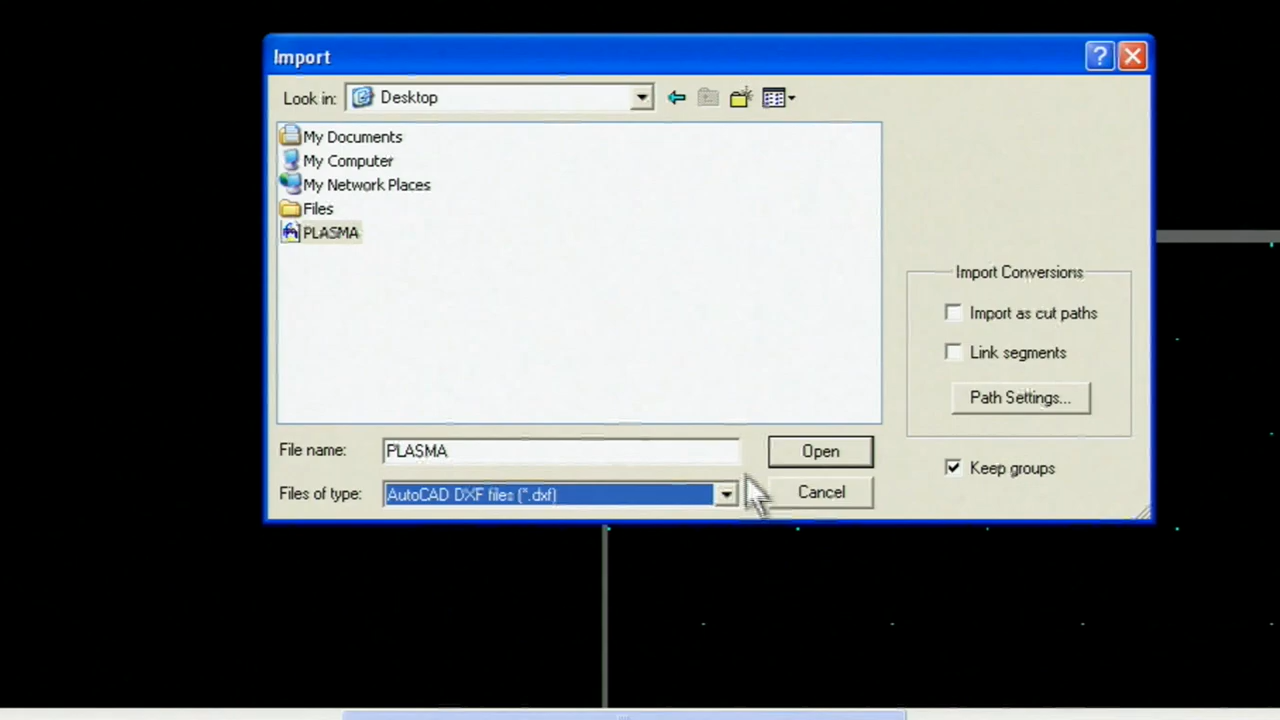 Import
Look in: Desktop
My Documents
My Computer
My Network Places
Files
PLASMA
Import Conversions
Import as cut paths
Link segments
Path Settings...
File name: PLASMA
Open
Keep groups
Files of type: AutoCAD DXF files (*.dxf)
Cancel